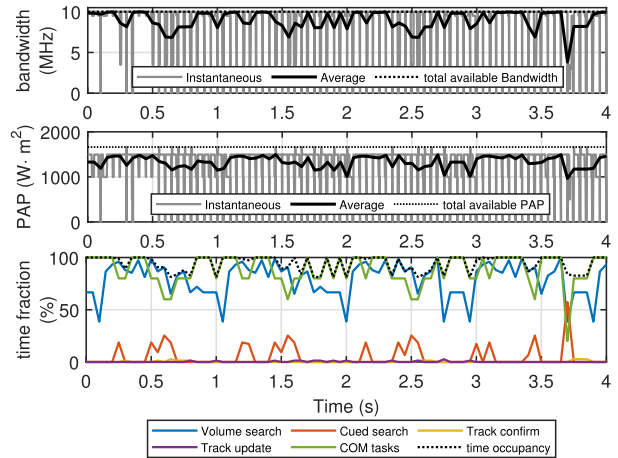 bandwidth
(MHz)
10
5
0
Instantaneous Average total available Bandwidth
0 0.5 1 1.5 2 2.5 3 3.5 4
PAP (W· m²)
2000
1000
0
Instantaneous Average total available PAP
0 0.5 1 1.5 2 2.5 3 3.5 4
time fraction
(%)
100
50
0
0 0.5 1 1.5 2 2.5 3 3.5 4
Time (s)
Volume search Cued search Track confirm
Track update COM tasks time occupancy